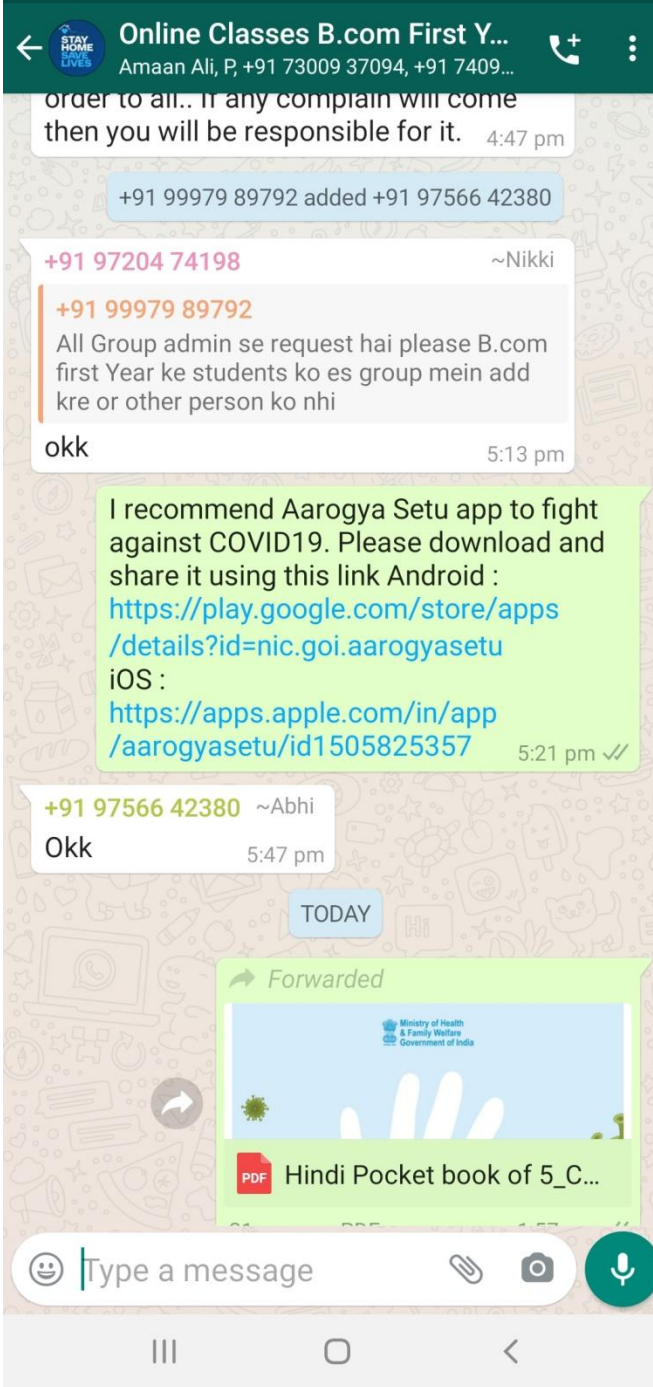 Online Classes B.com First Y...
STAY
HOME
SAVE
LIVES
Amaan Ali, P, +91 73009 37094, +91 7409...
order to all.. If any complain will come
then you will be responsible for it.
4:47 pm
+91 99979 89792 added +91 97566 42380
+91 97204 74198 ~Nikki
+91 99979 89792
All Group admin se request hai please B.com
first Year ke students ko es group mein add
kre or other person ko nhi
okk
5:13 pm
I recommend Aarogya Setu app to fight
against COVID19. Please download and
share it using this link Android :
https://play.google.com/store/apps
/details?id=nic.goi.aarogyasetu
iOS :
https://apps.apple.com/in/app
/aarogyasetu/id1505825357
5:21 pm
+91 97566 42380 ~Abhi
Okk
5:47 pm
TODAY
Forwarded
Ministry of Health
& Family Welfare
Government of India
PDF
Hindi Pocket book of 5_C...
Type a message